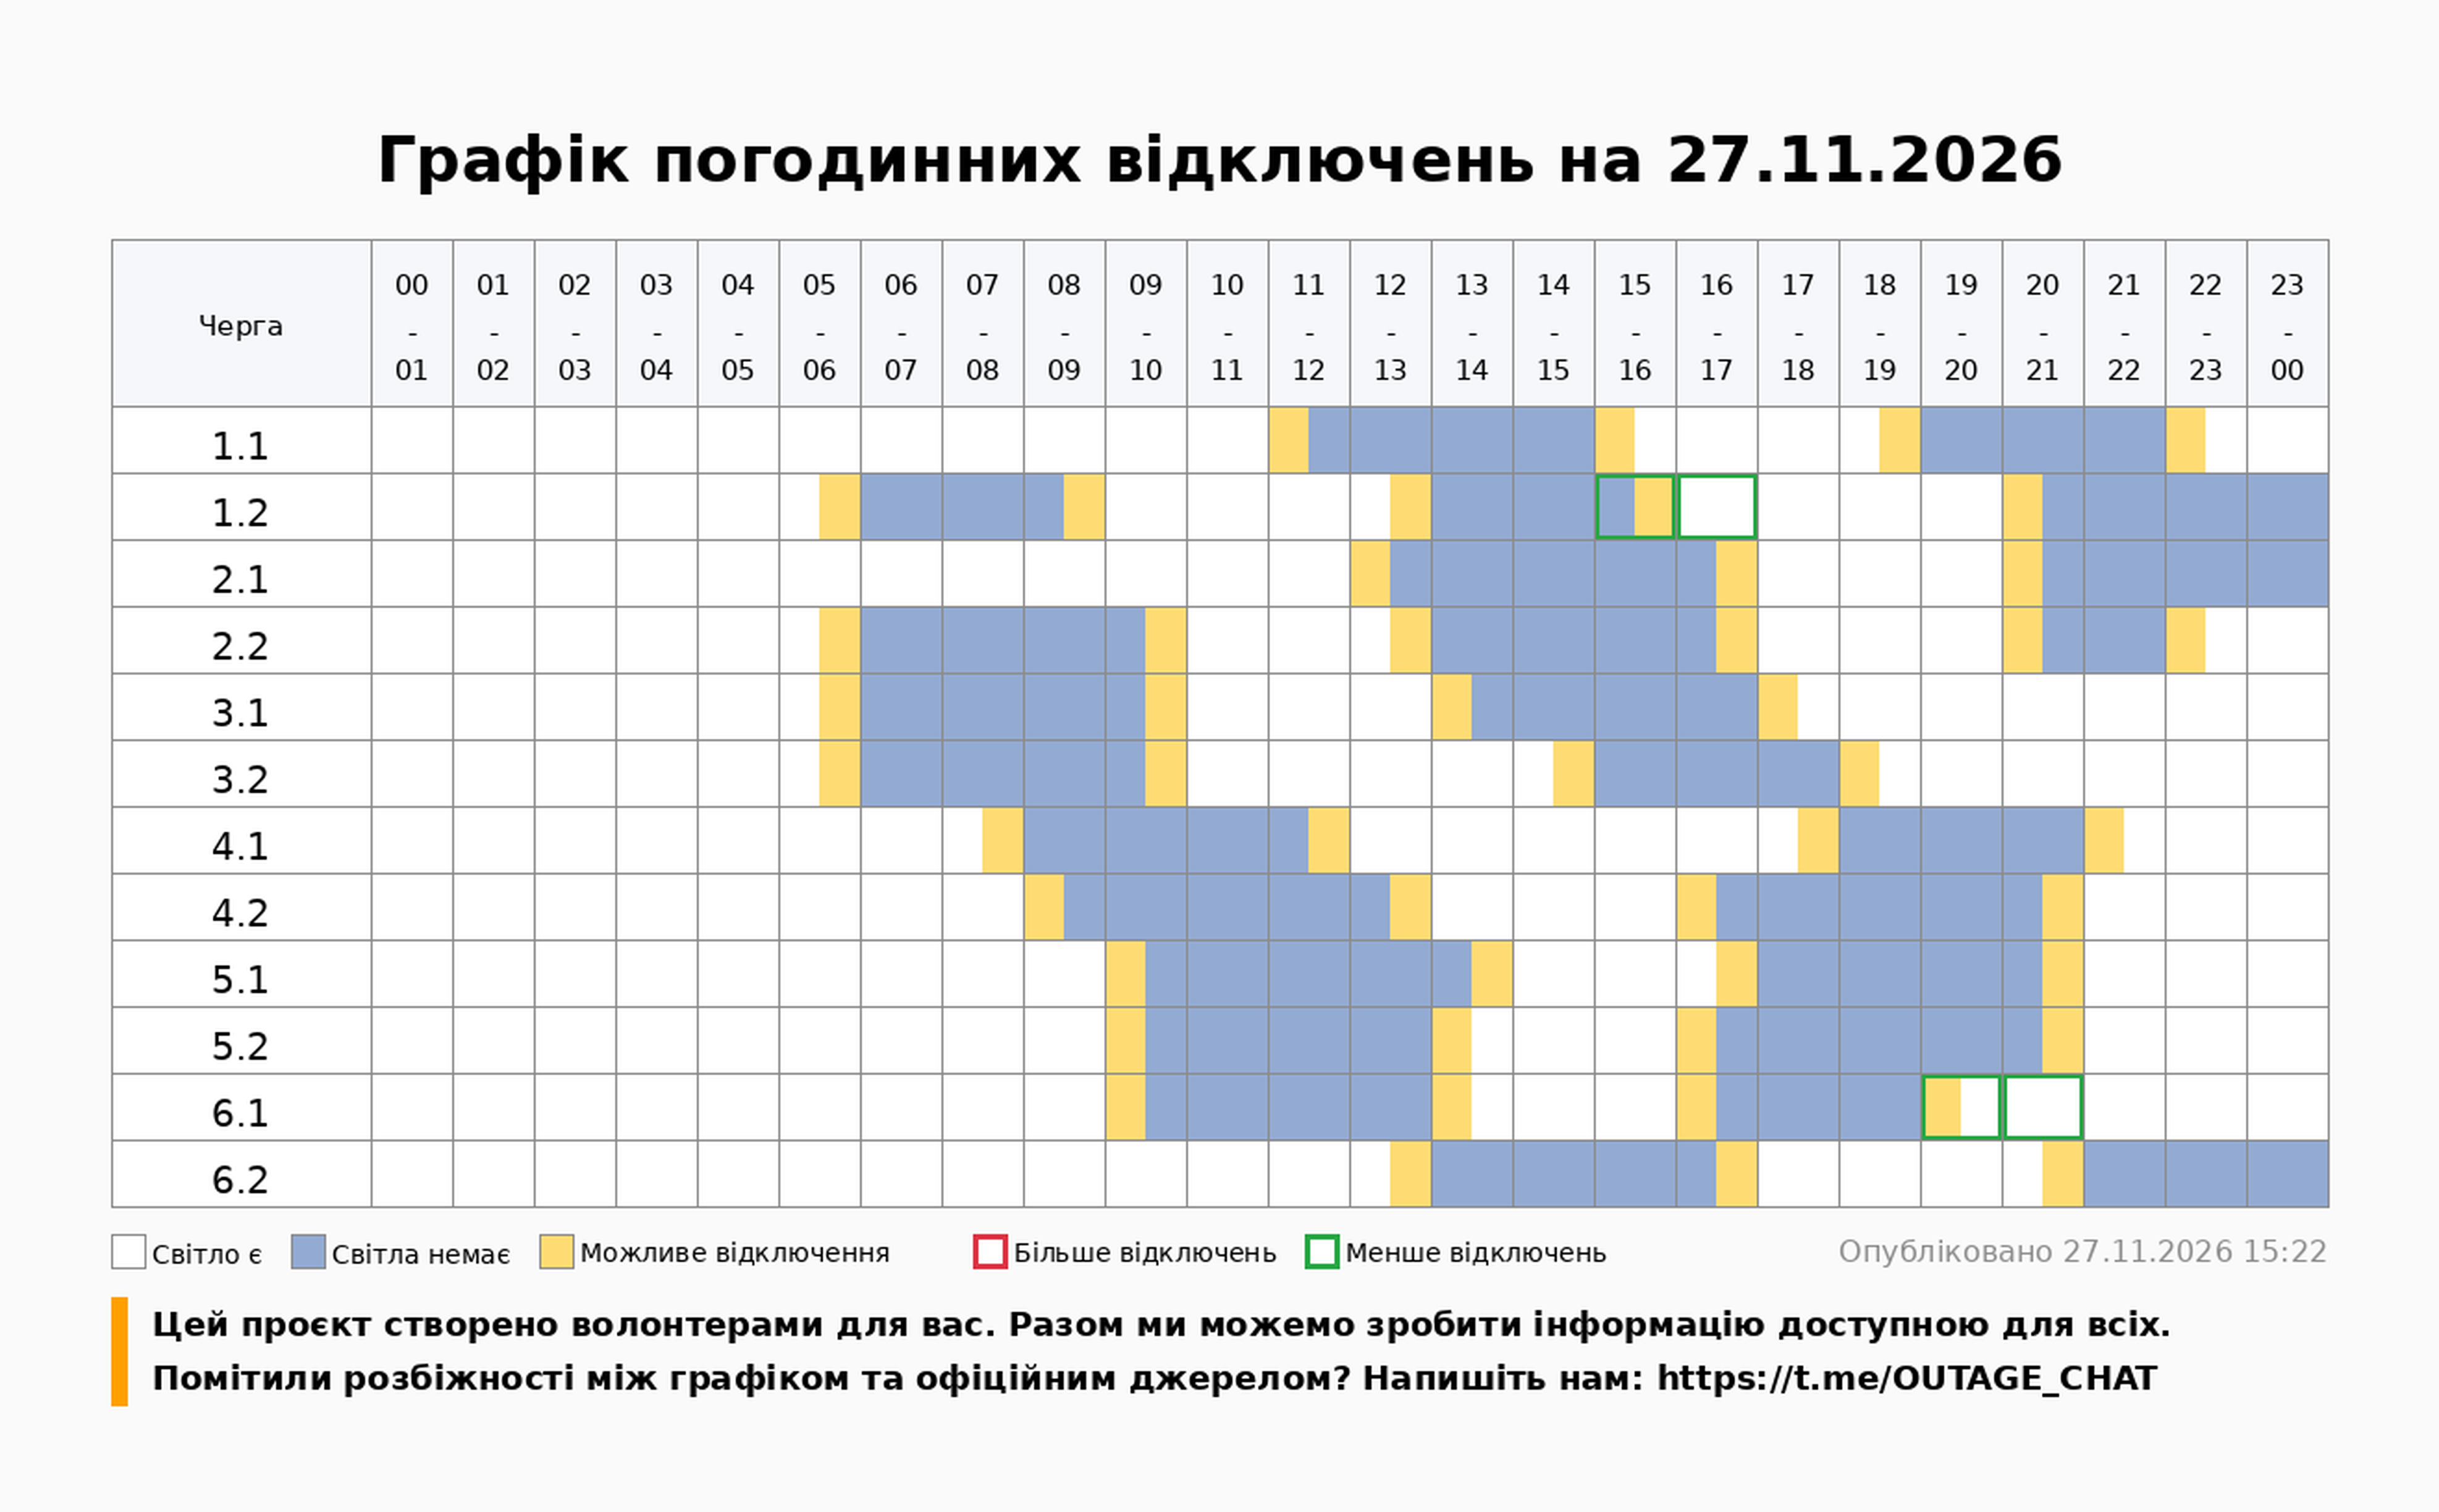 Графік погодинних відключень на 27.11.2026
Черга
00 - 01
01 - 02
02 - 03
03 - 04
04 - 05
05 - 06
06 - 07
07 - 08
08 - 09
09 - 10
10 - 11
11 - 12
12 - 13
13 - 14
14 - 15
15 - 16
16 - 17
17 - 18
18 - 19
19 - 20
20 - 21
21 - 22
22 - 23
23 - 00
1.1
1.2
2.1
2.2
3.1
3.2
4.1
4.2
5.1
5.2
6.1
6.2
Світло є Світла немає Можливе відключення Більше відключень Менше відключень Опубліковано 27.11.2026 15:22
Цей проєкт створено волонтерами для вас. Разом ми можемо зробити інформацію доступною для всіх.
Помітили розбіжності між графіком та офіційним джерелом? Напишіть нам: https://t.me/OUTAGE_CHAT